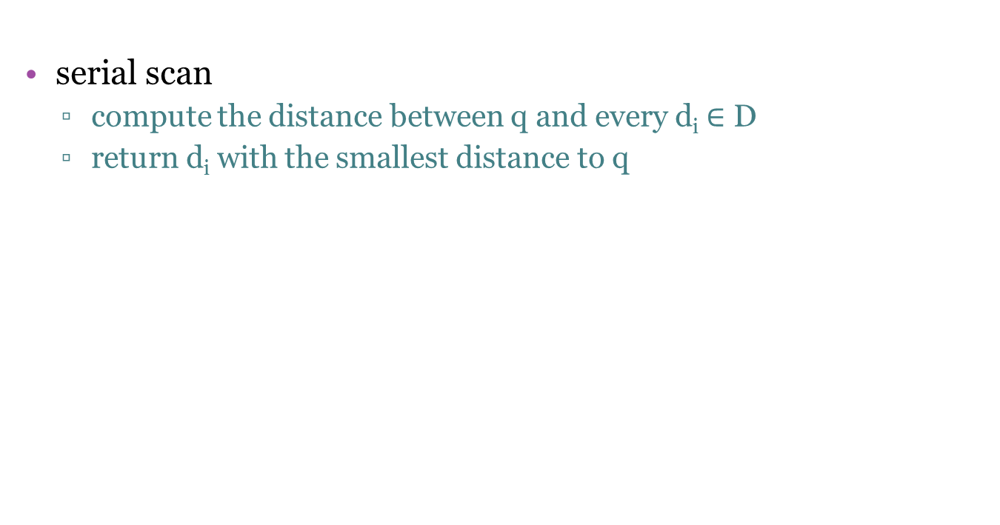 • serial scan
▫ compute the distance between q and every dᵢ ∈ D
▫ return dᵢ with the smallest distance to q